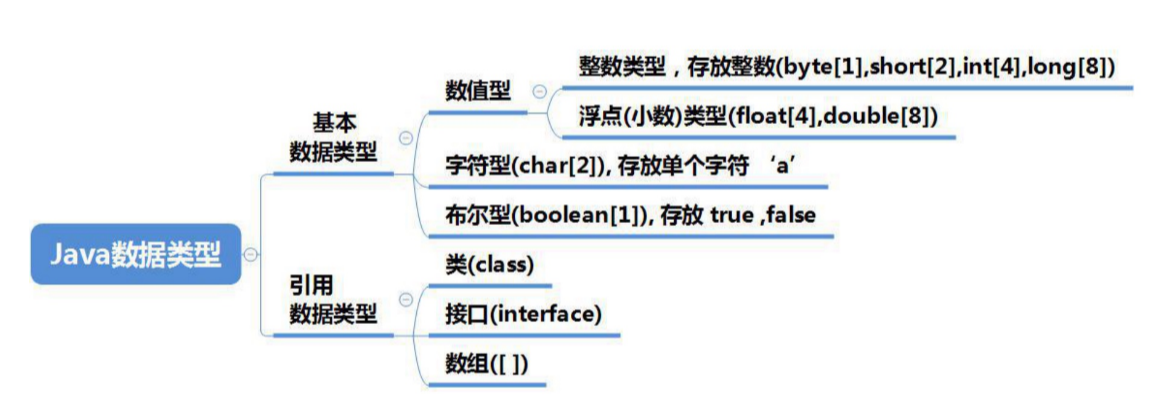 整数类型，存放整数(byte[1],short[2],int[4],long[8])
数值型
浮点(小数)类型(float[4],double[8])
基本
数据类型
字符型(char[2]), 存放单个字符 ‘a’
布尔型(boolean[1]), 存放 true ,false
Java数据类型
类(class)
引用
数据类型
接口(interface)
数组([ ])